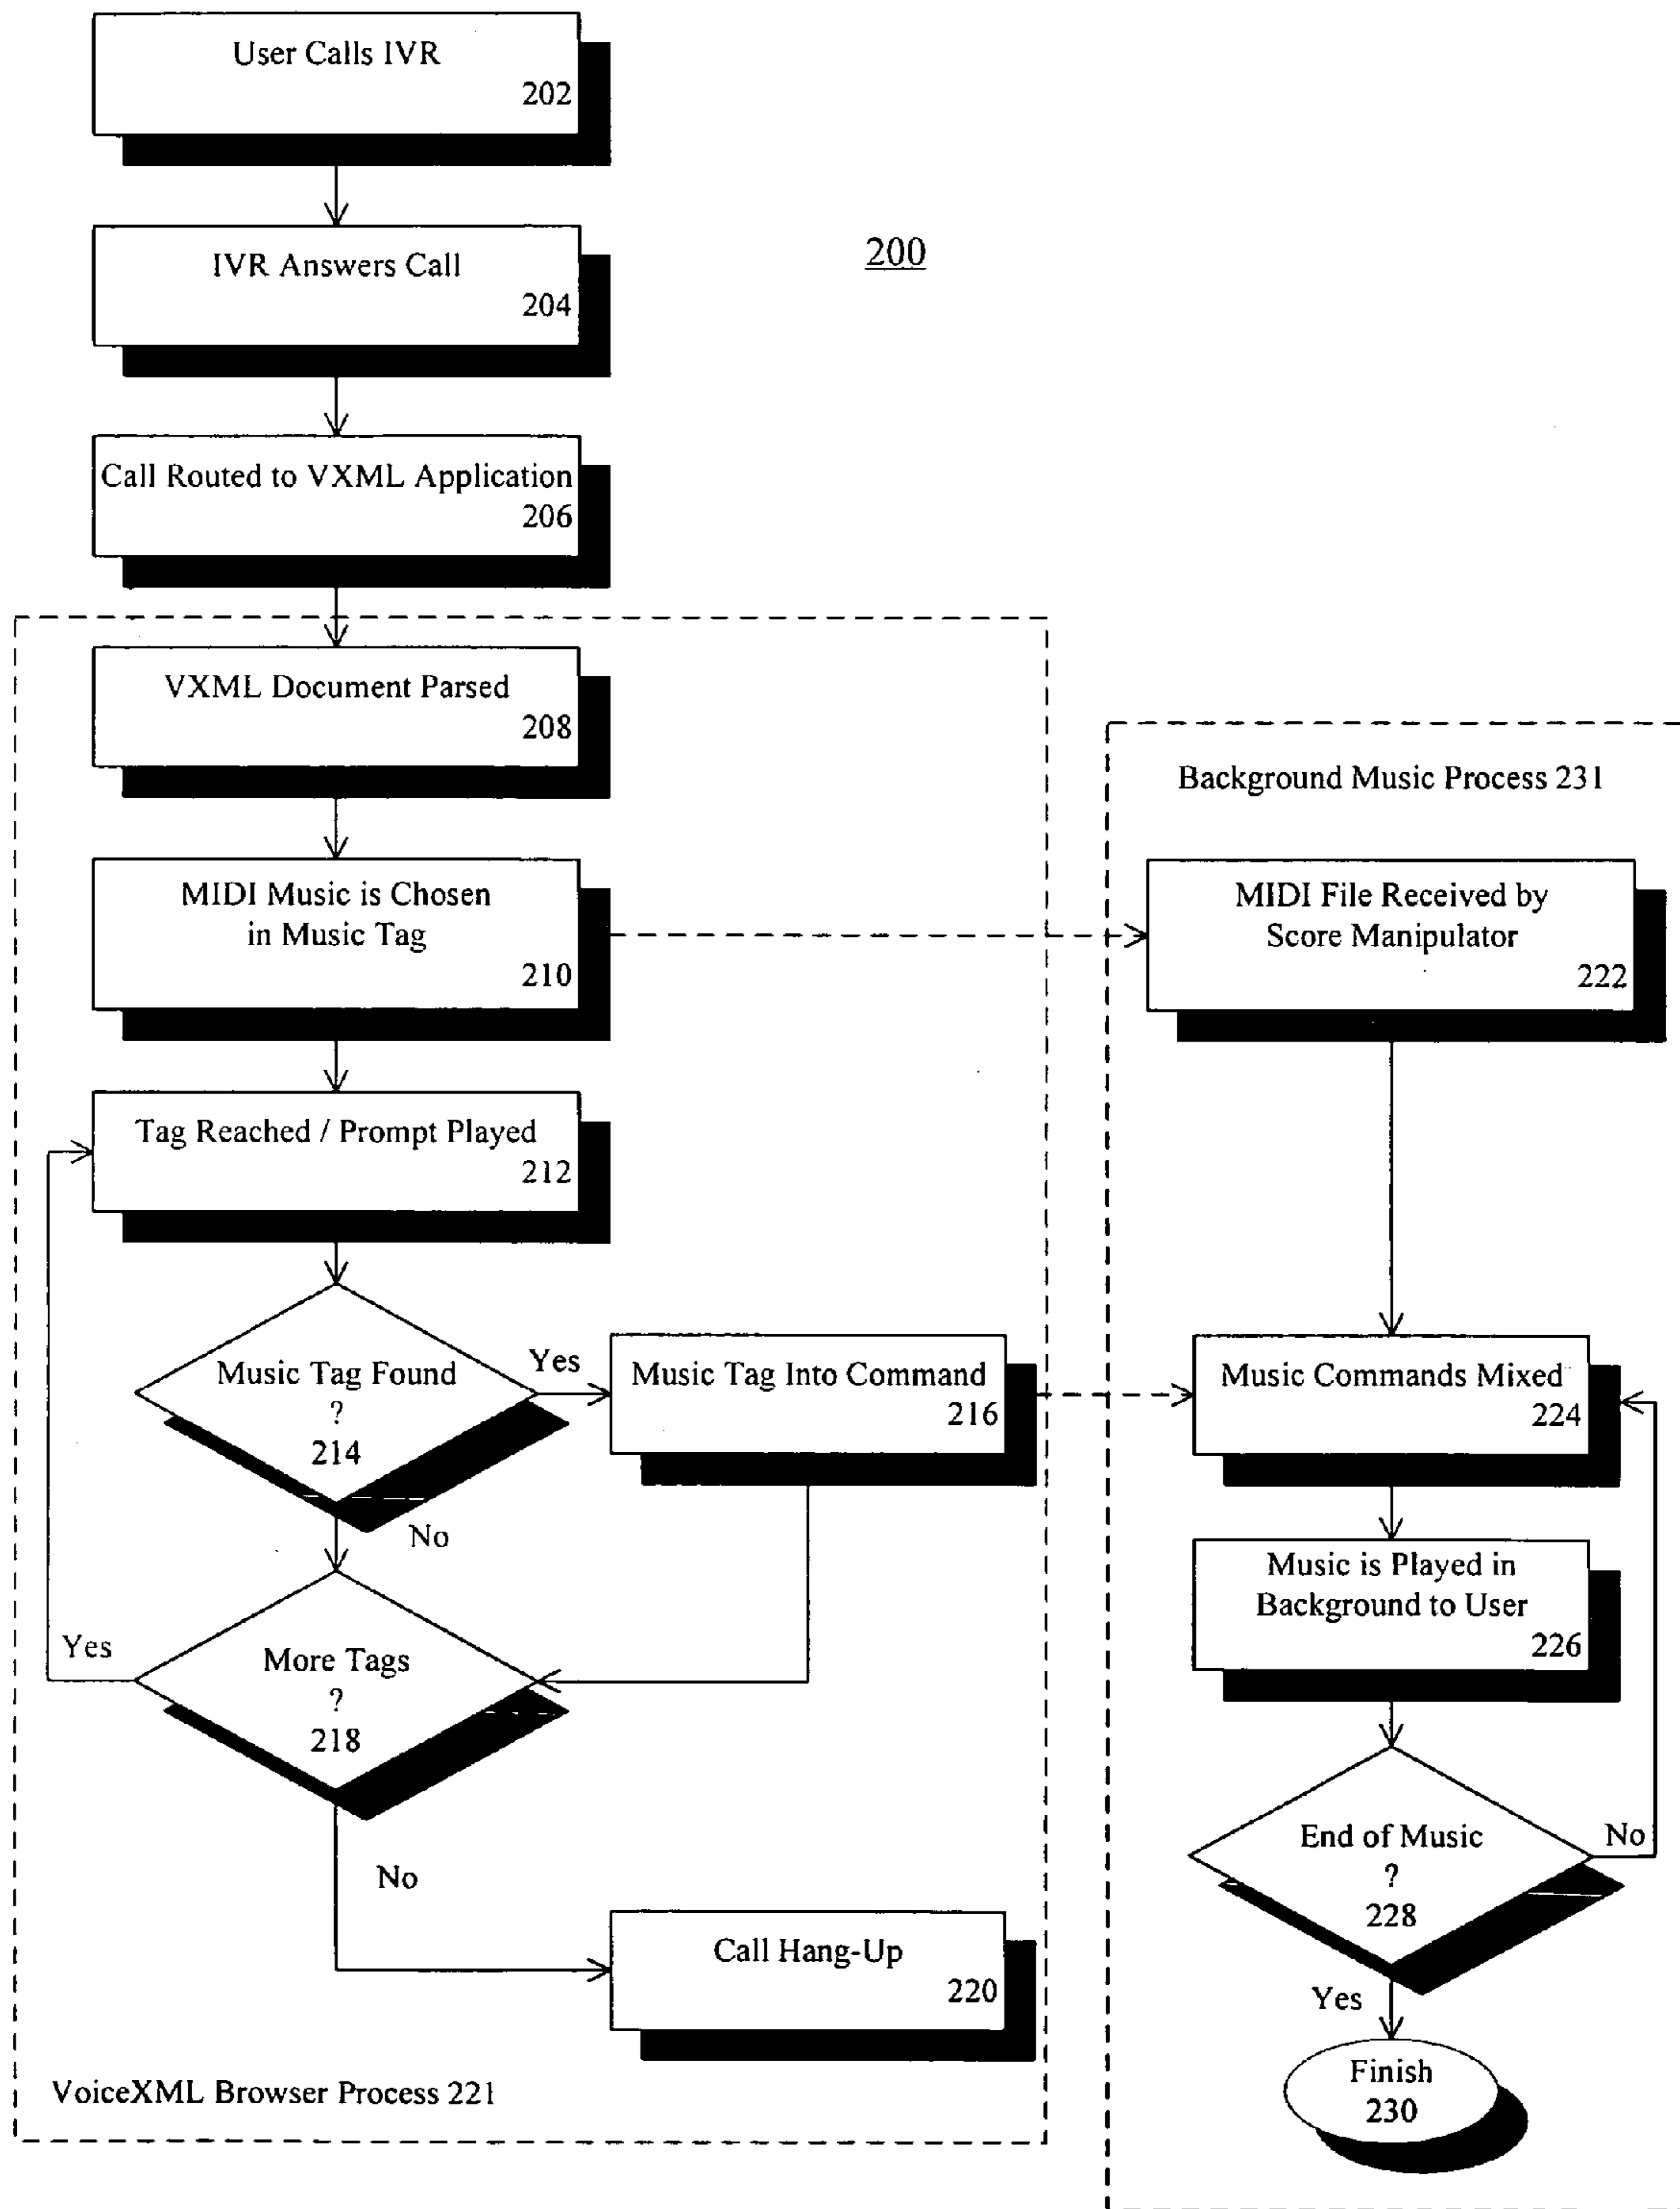 User Calls IVR
202
IVR Answers Call
204
200
Call Routed to VXML Application
206
VXML Document Parsed
208
MIDI Music is Chosen
in Music Tag
210
Tag Reached / Prompt Played
212
Music Tag Found
?
214
Yes
No
Music Tag Into Command
216
More Tags
?
218
Yes
No
Call Hang-Up
220
VoiceXML Browser Process 221
Background Music Process 231
MIDI File Received by
Score Manipulator
222
Music Commands Mixed
224
Music is Played in
Background to User
226
End of Music
?
228
No
Yes
Finish
230